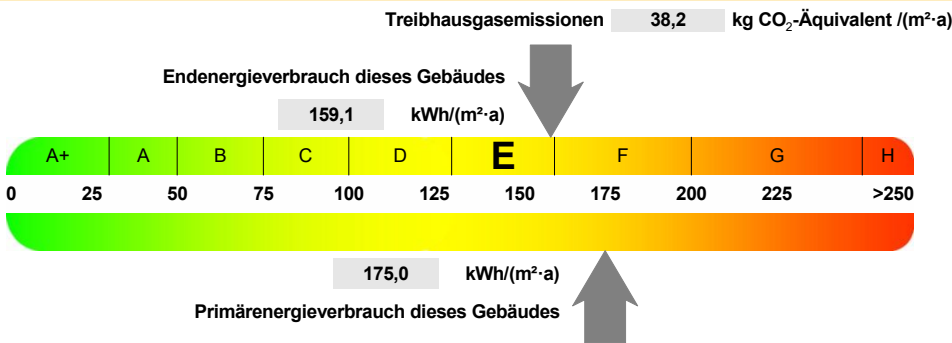 Treibhausgasemissionen 38,2 kg CO₂-Äquivalent /(m²·a)
Endenergieverbrauch dieses Gebäudes
159,1 kWh/(m²·a)
A+ A B C D E F G H
0 25 50 75 100 125 150 175 200 225 >250
175,0 kWh/(m²·a)
Primärenergieverbrauch dieses Gebäudes